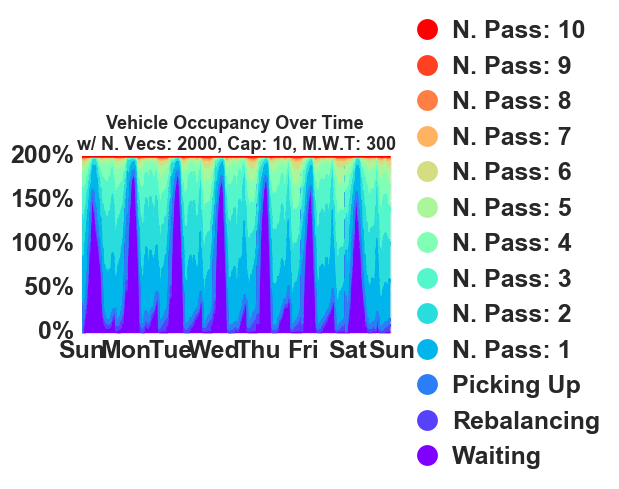 Vehicle Occupancy Over Time
w/ N. Vecs: 2000, Cap: 10, M.W.T: 300
200%
150%
100%
50%
0%
Sun Mon Tue Wed Thu Fri Sat Sun
N. Pass: 10
N. Pass: 9
N. Pass: 8
N. Pass: 7
N. Pass: 6
N. Pass: 5
N. Pass: 4
N. Pass: 3
N. Pass: 2
N. Pass: 1
Picking Up
Rebalancing
Waiting